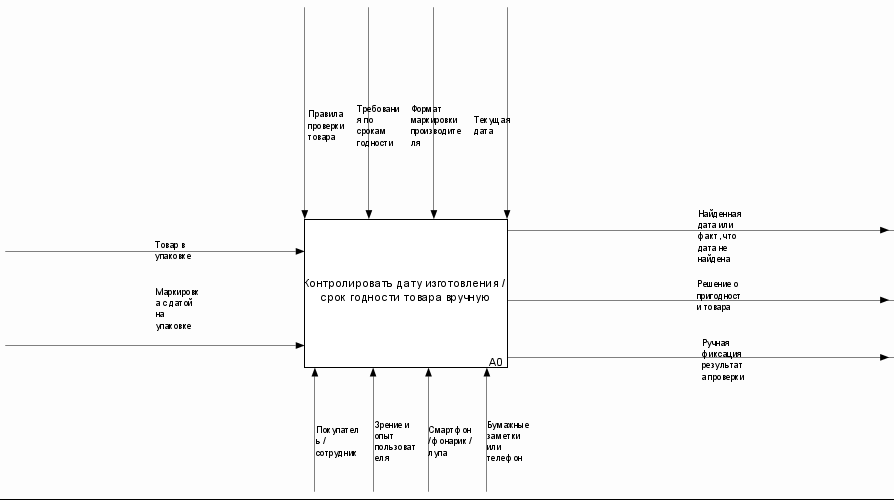 Правила
проверки
товара
Требовани
я по
срокам
годности
Формат
маркировки
производите
ля
Текущая
дата
Товар в
упаковке
Маркировк
а с датой
на
упаковке
Контролировать дату изготовления /
срок годности товара вручную
A0
Найденная
дата или
факт, что
дата не
найдена
Решение о
пригодност
и товара
Ручная
фиксация
результат
а проверки
Покупател
ь /
сотрудник
Зрение и
опыт
пользоват
еля
Смартфон
/фонарик /
лупа
Бумажные
заметки
или
телефон